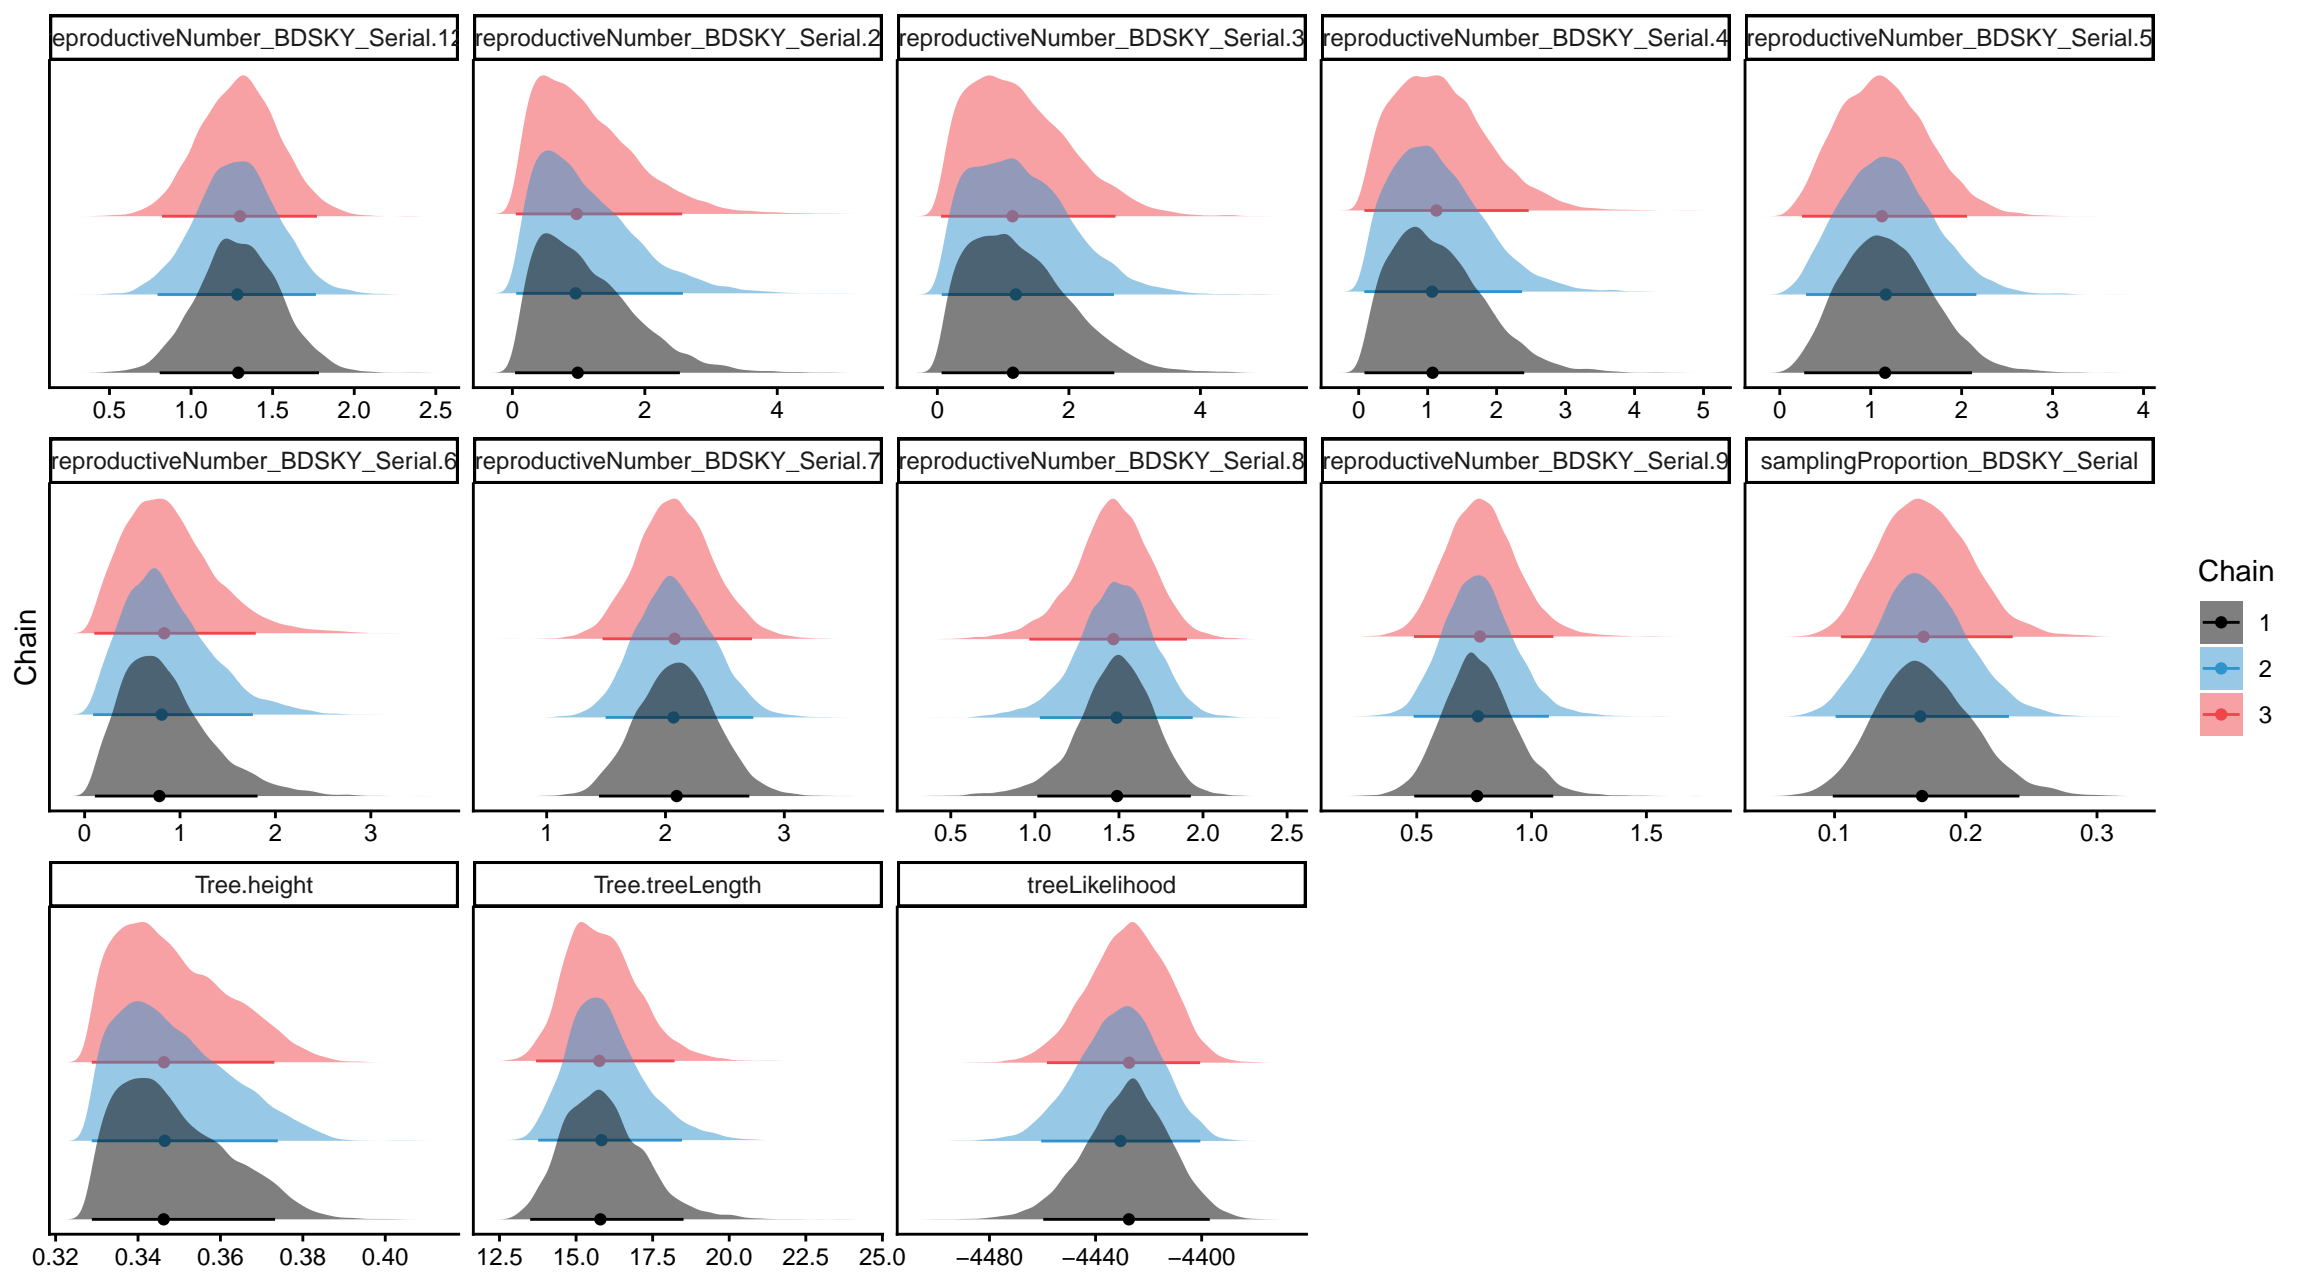 eproductiveNumber_BDSKY_Serial.12 reproductiveNumber_BDSKY_Serial.2 reproductiveNumber_BDSKY_Serial.3 reproductiveNumber_BDSKY_Serial.4 reproductiveNumber_BDSKY_Serial.5
0.5 1.0 1.5 2.0 2.5 0 2 4 0 2 4 0 1 2 3 4 5 0 1 2 3 4
reproductiveNumber_BDSKY_Serial.6 reproductiveNumber_BDSKY_Serial.7 reproductiveNumber_BDSKY_Serial.8 reproductiveNumber_BDSKY_Serial.9 samplingProportion_BDSKY_Serial
0 1 2 3 1 2 3 0.5 1.0 1.5 2.0 2.5 0.5 1.0 1.5 0.1 0.2 0.3
Tree.height Tree.treeLength treeLikelihood
0.32 0.34 0.36 0.38 0.40 12.5 15.0 17.5 20.0 22.5 25.0 −4480 −4440 −4400
Chain
Chain
1
2
3